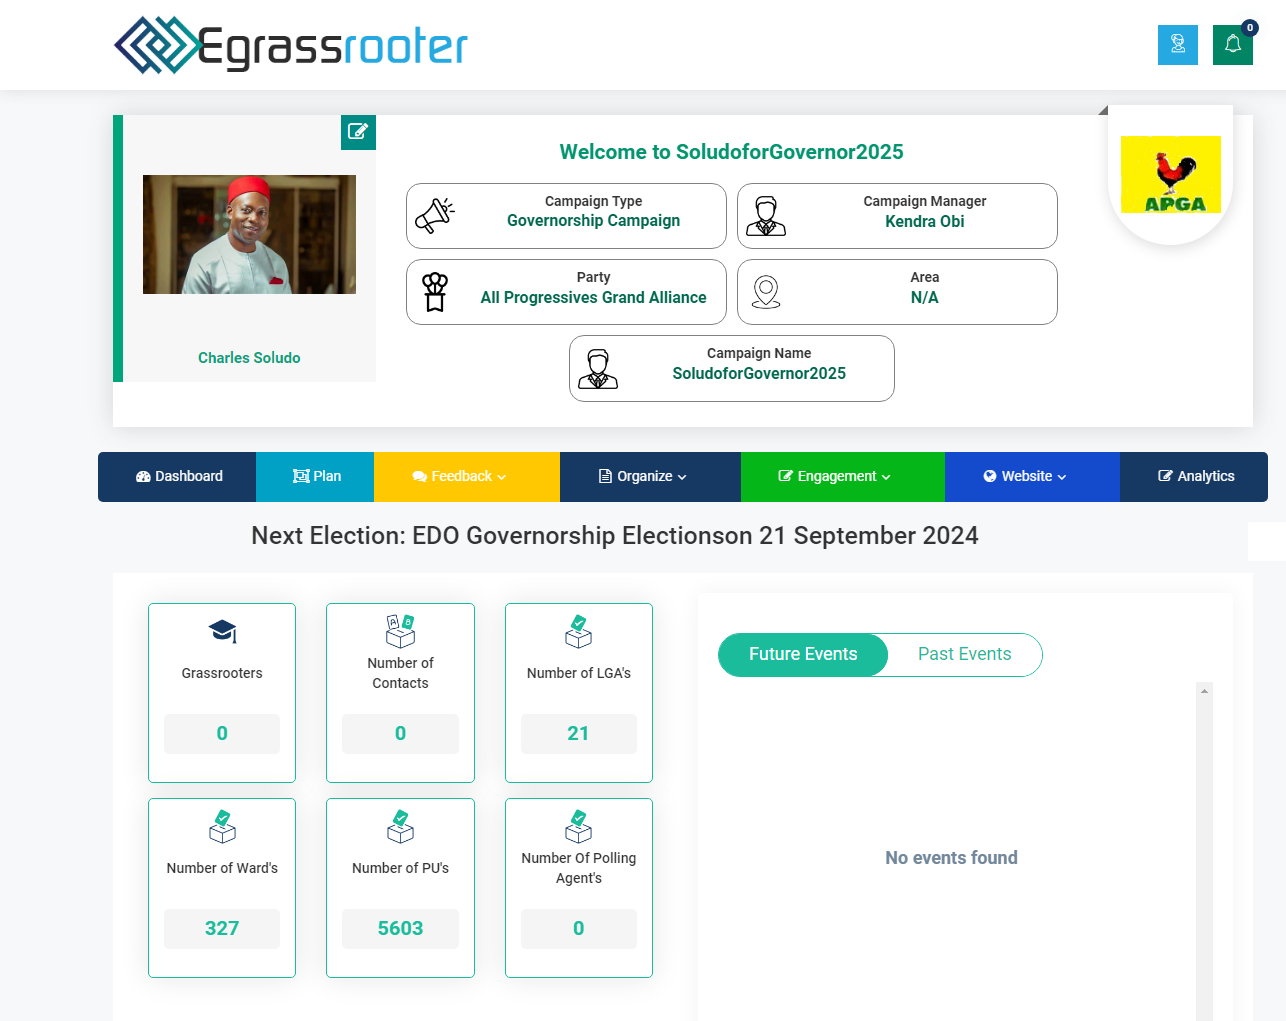 Egrassrooter
0
Welcome to SoludoforGovernor2025
Campaign Type
Governorship Campaign
Campaign Manager
Kendra Obi
APGA
Party
All Progressives Grand Alliance
Area
N/A
Charles Soludo
Campaign Name
SoludoforGovernor2025
Dashboard Plan Feedback Organize Engagement Website Analytics
Next Election: EDO Governorship Electionson 21 September 2024
Grassrooters
0
A B
Number of
Contacts
0
Number of LGA's
21
Future Events Past Events
Number of Ward's
327
Number of PU's
5603
Number Of Polling
Agent's
0
No events found